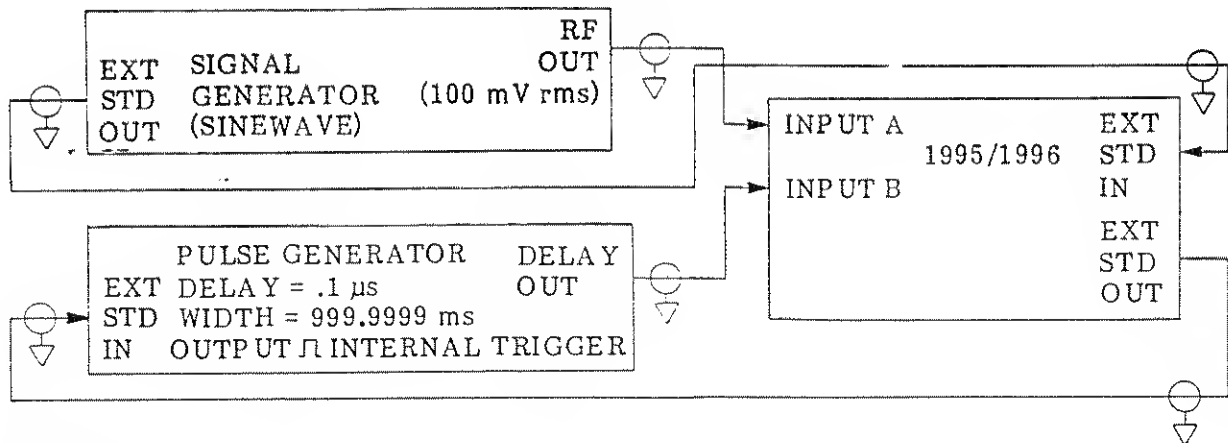 RF
EXT SIGNAL OUT
STD GENERATOR (100 mV rms)
OUT (SINEWAVE)
INPUT A EXT
1995/1996 STD
INPUT B IN
EXT
STD
OUT
PULSE GENERATOR DELAY
EXT DELAY = .1 µs OUT
STD WIDTH = 999.9999 ms
IN OUTPUT ⎍ INTERNAL TRIGGER